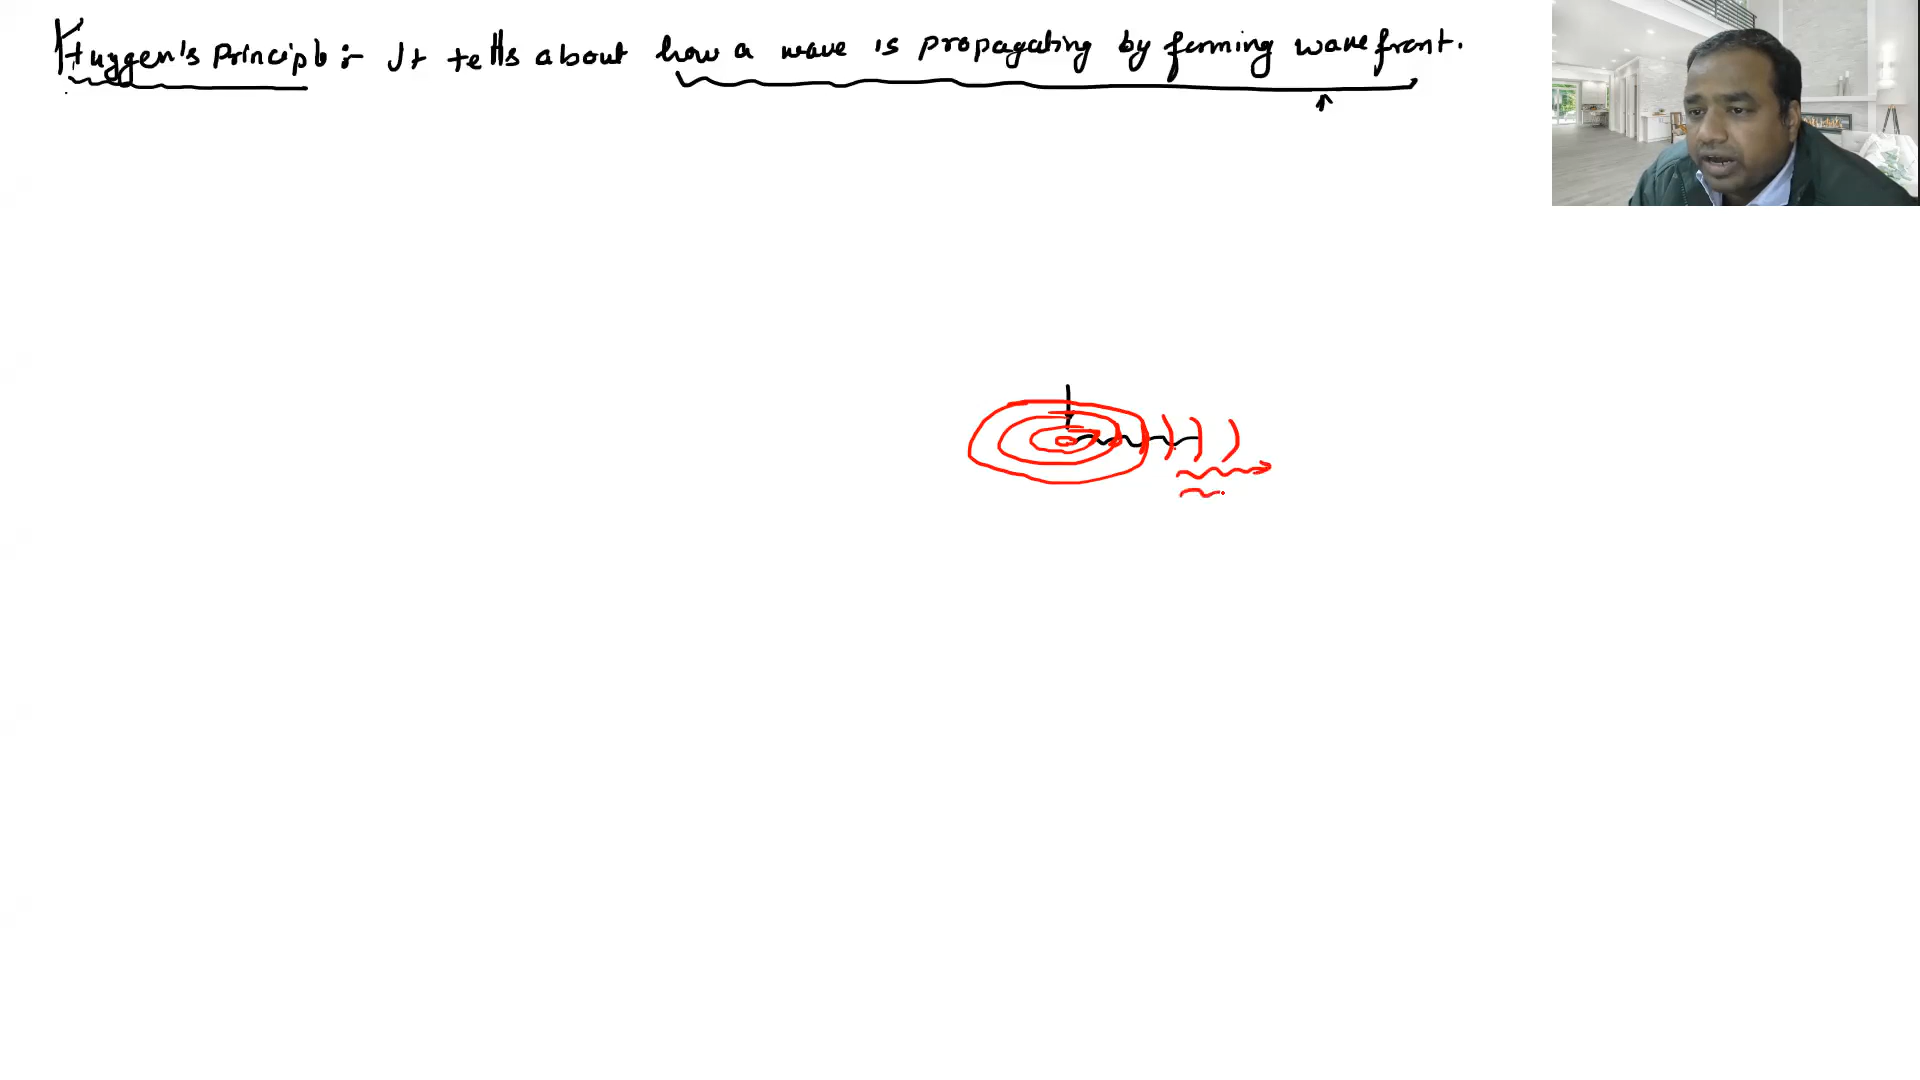 Huygen's Principle :- It tells about how a wave is propagating by forming wavefront.